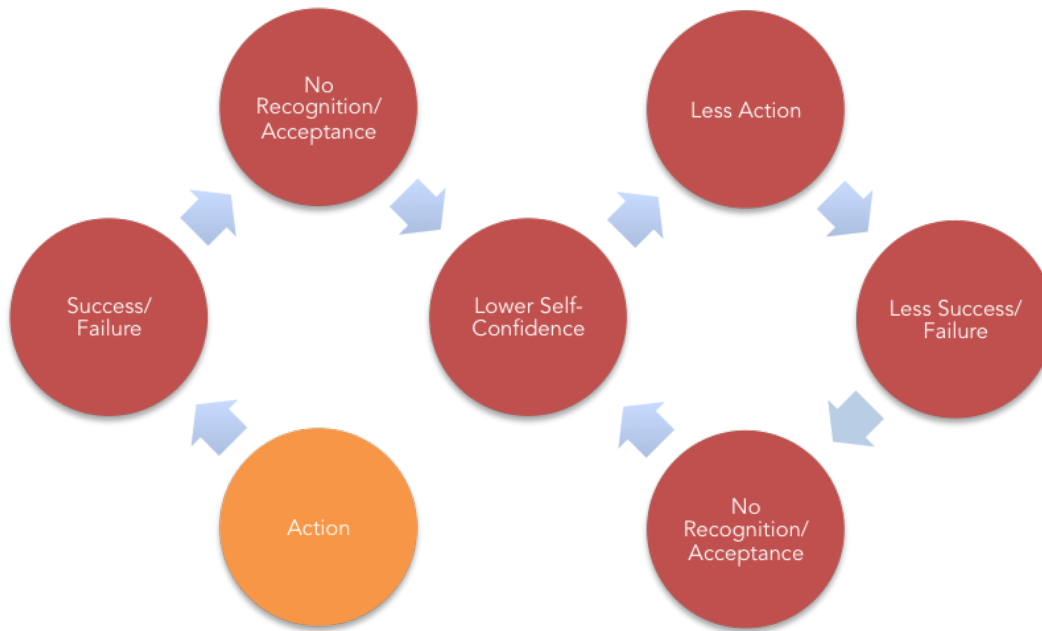 No
Recognition/
Acceptance
Less Action
Success/
Failure
Lower Self-
Confidence
Less Success/
Failure
Action
No
Recognition/
Acceptance